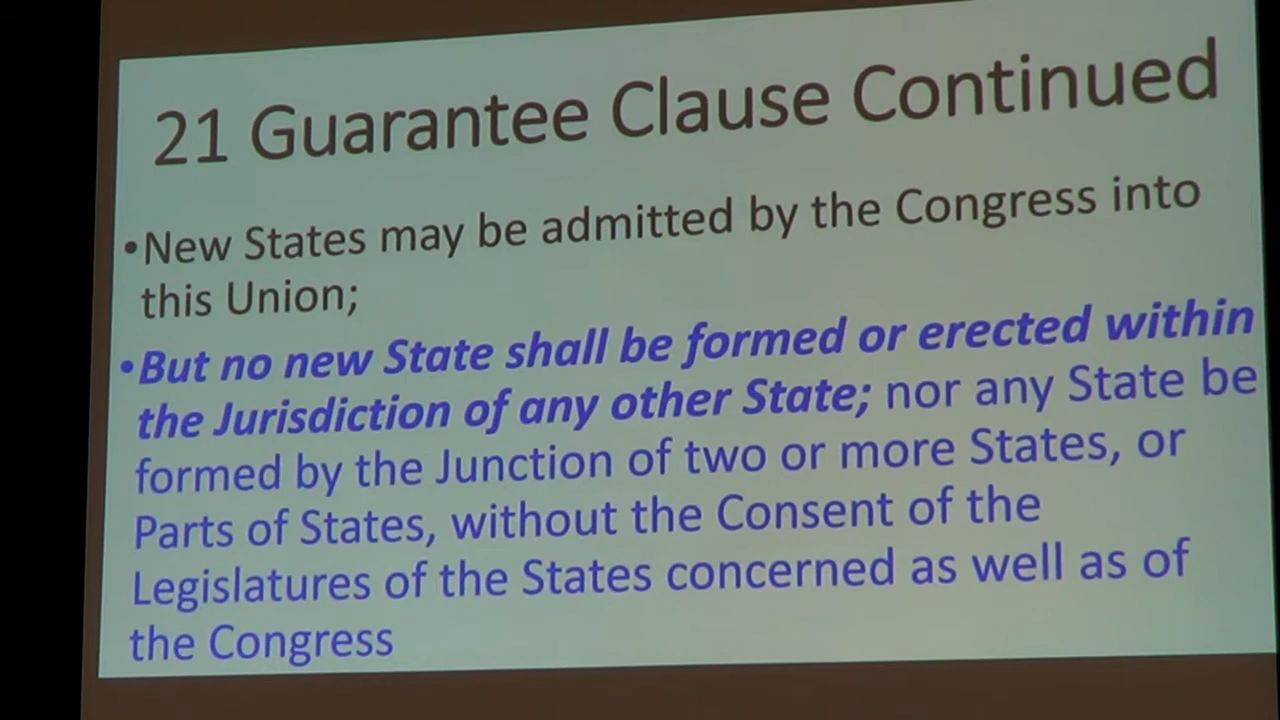 21 Guarantee Clause Continued
•New States may be admitted by the Congress into
this Union;
•But no new State shall be formed or erected within
the Jurisdiction of any other State; nor any State be
formed by the Junction of two or more States, or
Parts of States, without the Consent of the
Legislatures of the States concerned as well as of
the Congress